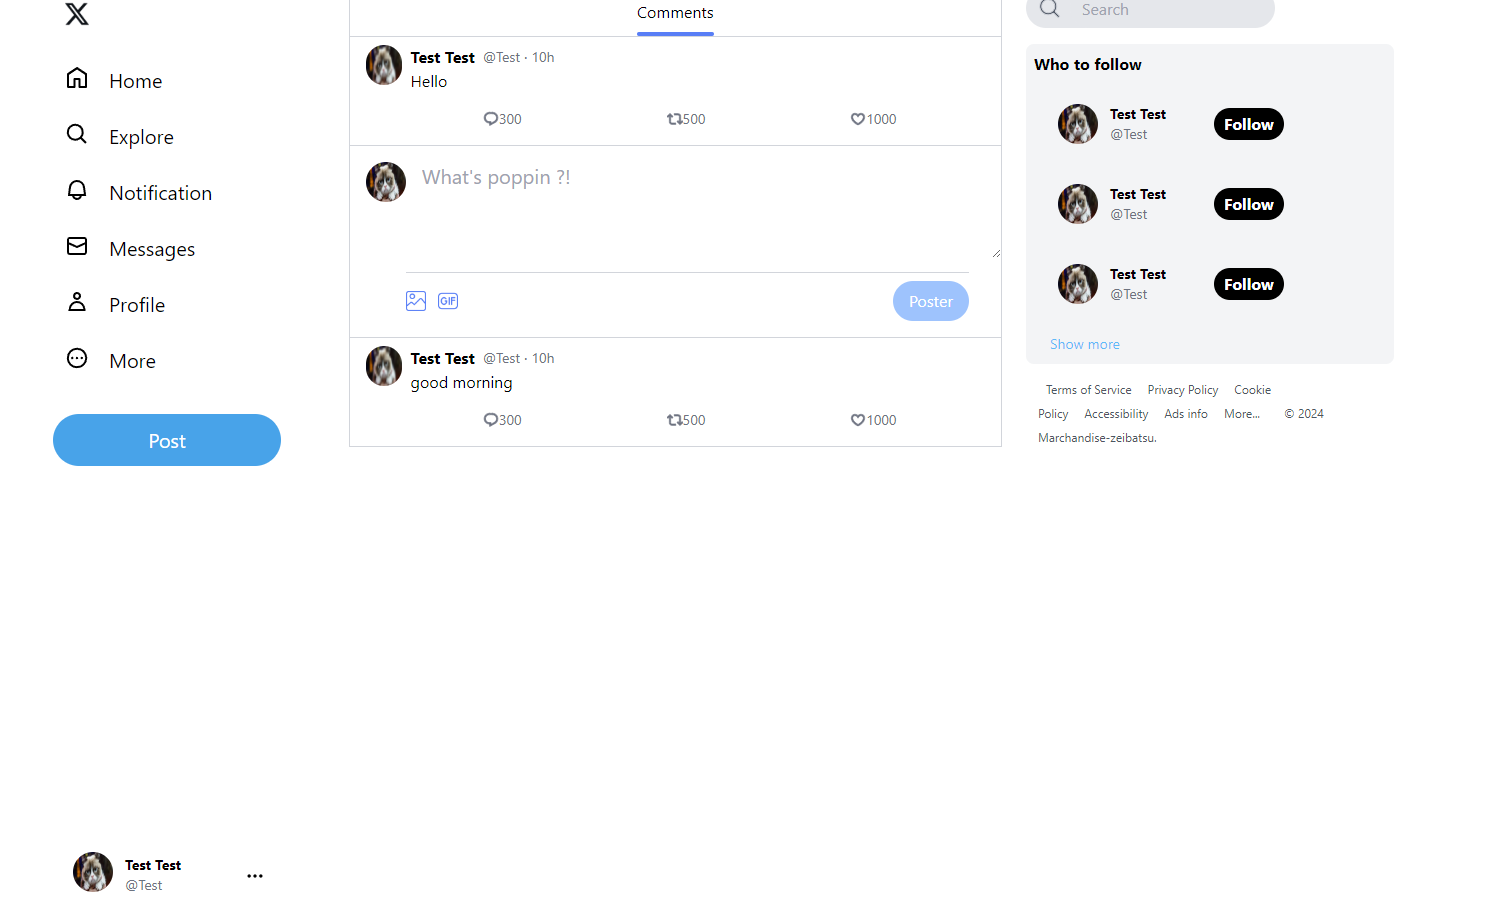 Home
Explore
Notification
Messages
Profile
More
Post
Test Test
@Test
Comments
Test Test @Test · 10h
Hello
300 500 1000
What's poppin ?!
GIF
Poster
Test Test @Test · 10h
good morning
300 500 1000
Search
Who to follow
Test Test
@Test
Follow
Test Test
@Test
Follow
Test Test
@Test
Follow
Show more
Terms of Service Privacy Policy Cookie
Policy Accessibility Ads info More... © 2024
Marchandise-zeibatsu.